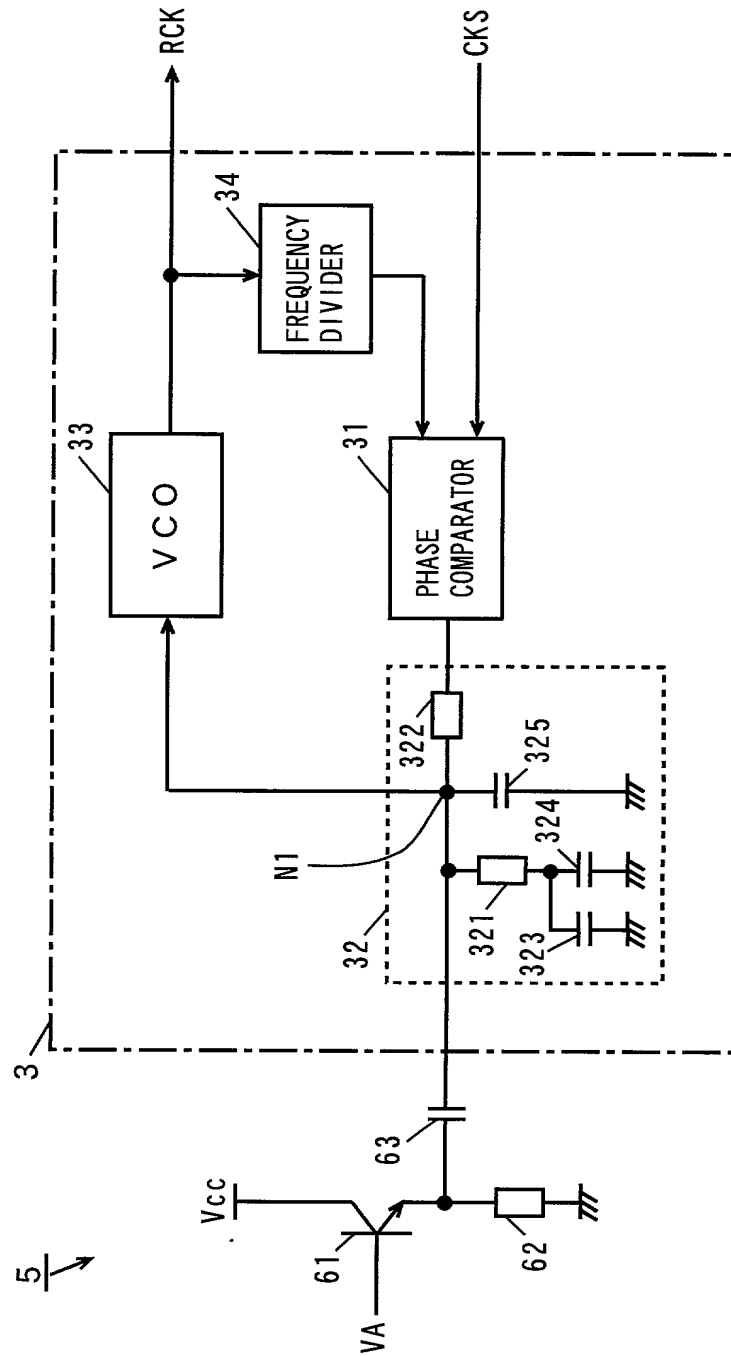 5
VA
Vcc
61
62
63
3
32
321
323
324
325
322
N1
PHASE
COMPARATOR
31
VCO
33
FREQUENCY
DIVIDER
34
RCK
CKS